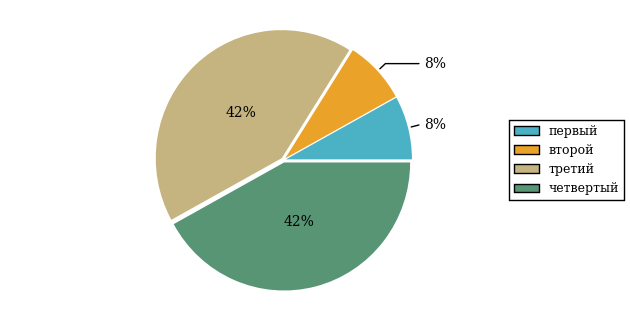 8%
42%
8%
42%
первый
второй
третий
четвертый